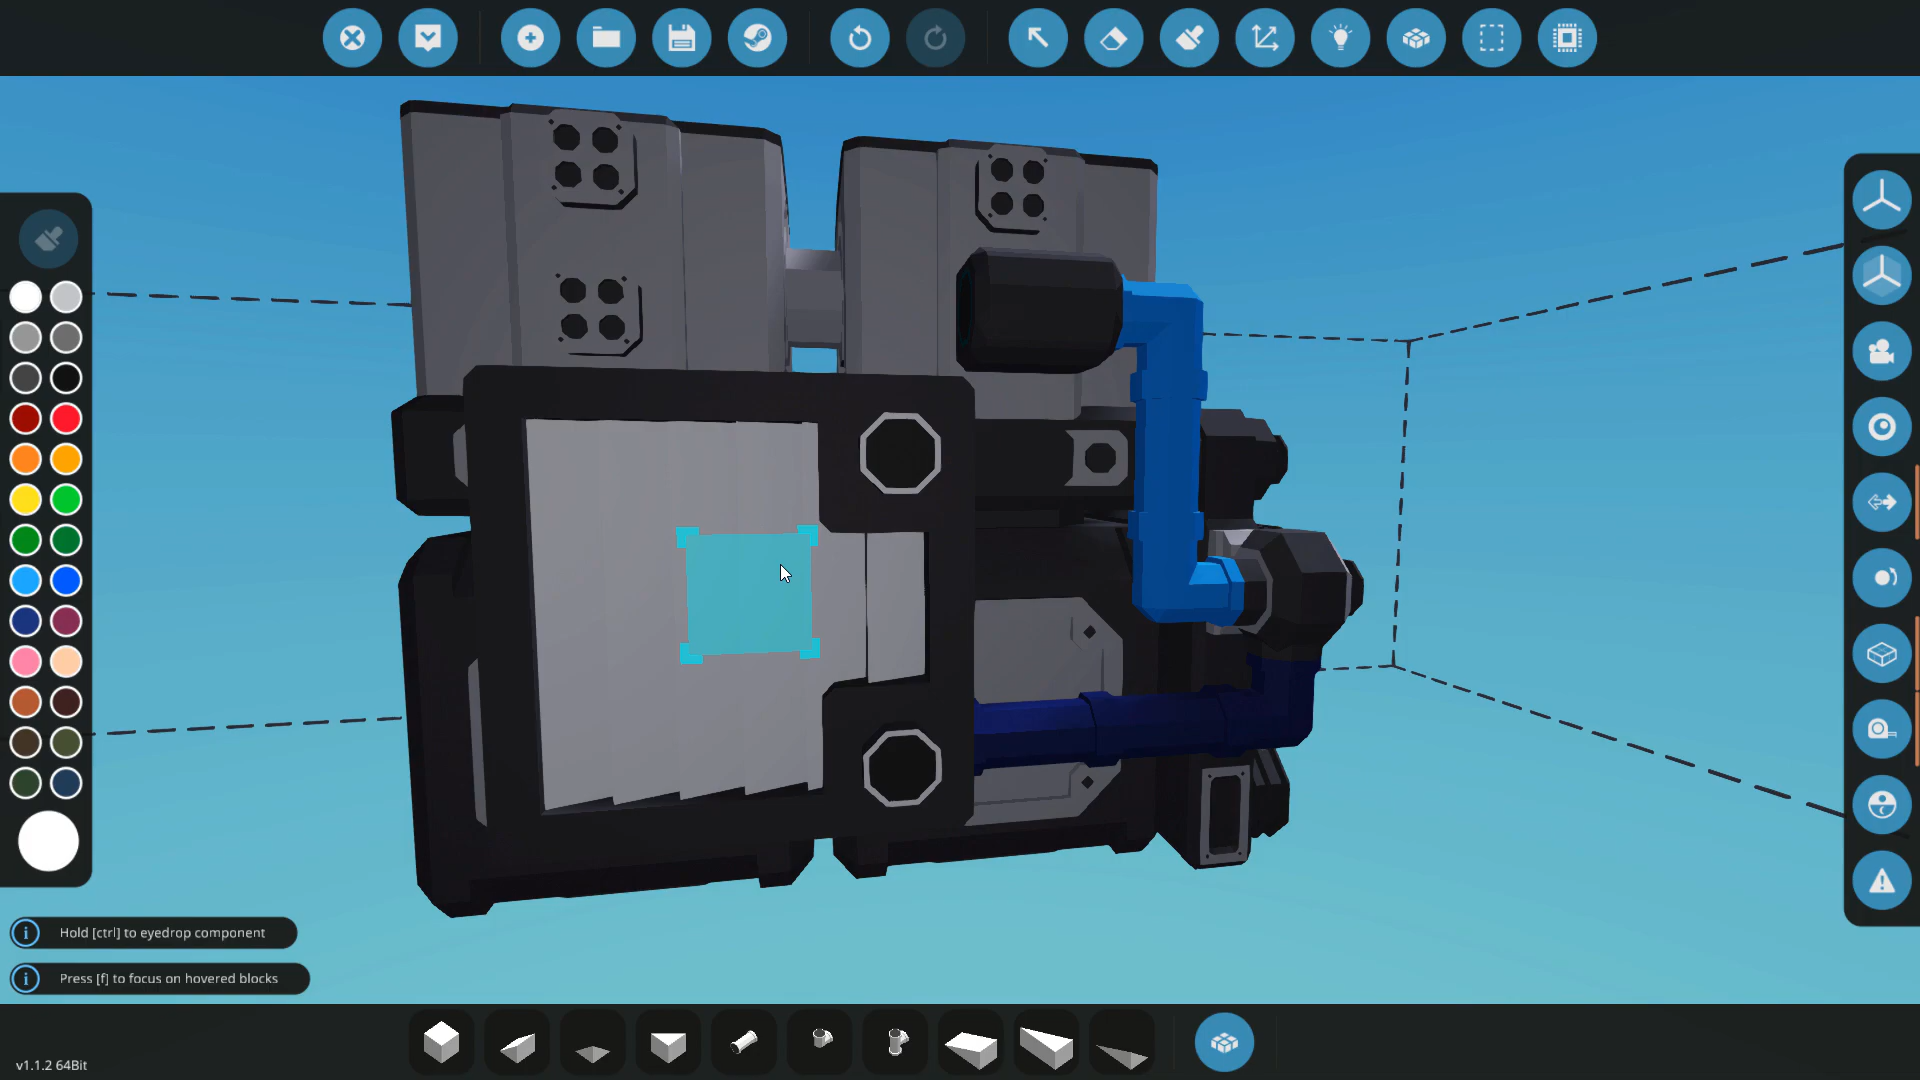 Hold [ctrl] to eyedrop component
Press [f] to focus on hovered blocks
v1.1.2 64Bit